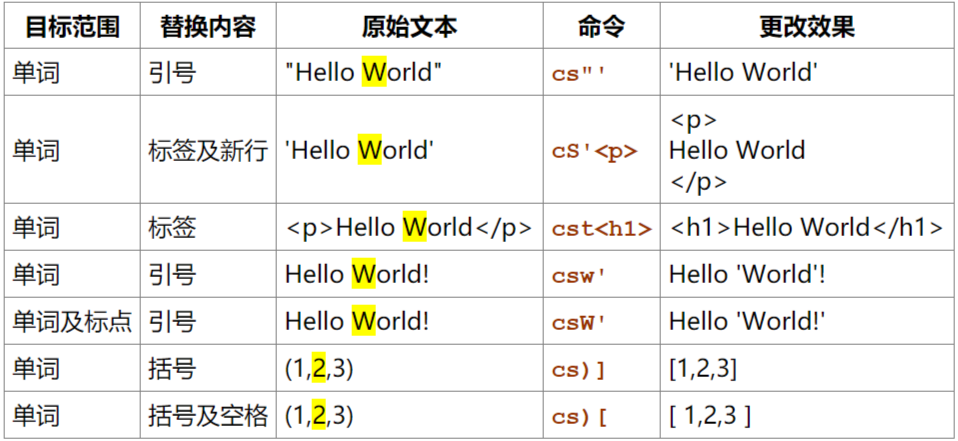 目标范围 替换内容 原始文本 命令 更改效果
单词 引号 "Hello World" cs"' 'Hello World'
单词 标签及新行 'Hello World' cS'<p> <p>
Hello World
</p>
单词 标签 <p>Hello World</p> cst<h1> <h1>Hello World</h1>
单词 引号 Hello World! csw' Hello 'World'!
单词及标点 引号 Hello World! csW' Hello 'World!'
单词 括号 (1,2,3) cs)] [1,2,3]
单词 括号及空格 (1,2,3) cs)[ [ 1,2,3 ]